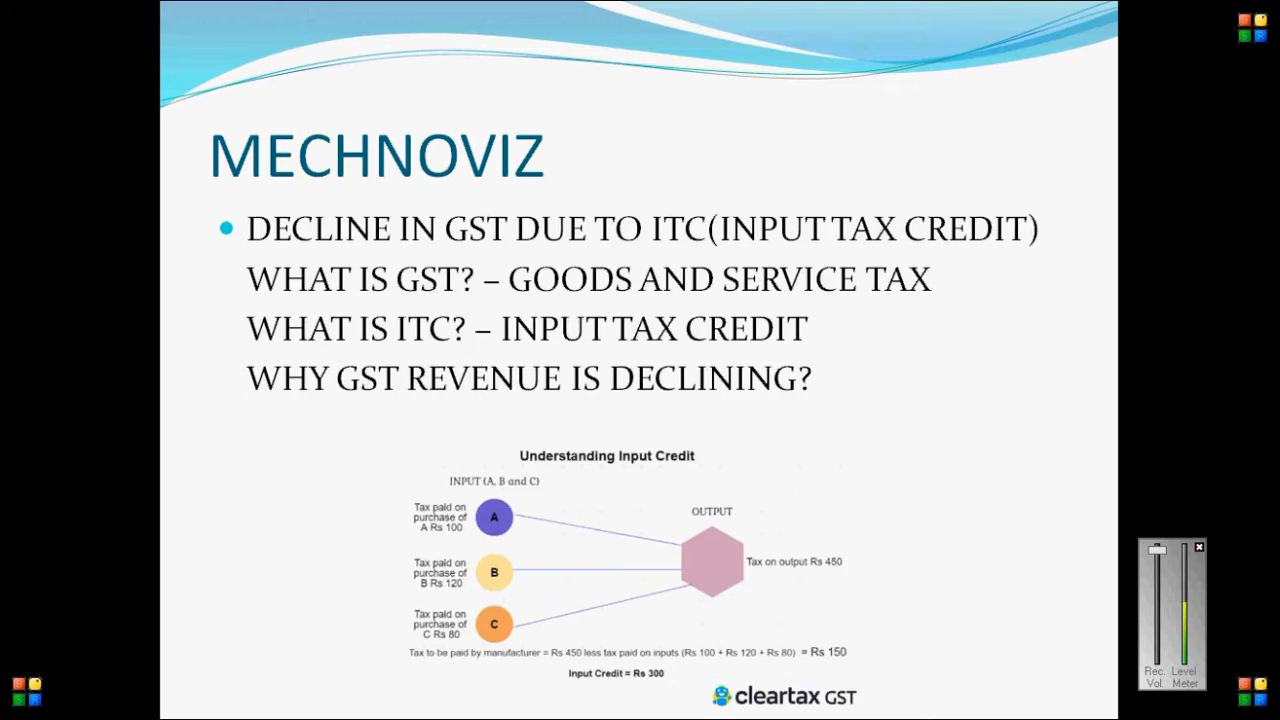 MECHNOVIZ
DECLINE IN GST DUE TO ITC(INPUT TAX CREDIT)
WHAT IS GST? – GOODS AND SERVICE TAX
WHAT IS ITC? – INPUT TAX CREDIT
WHY GST REVENUE IS DECLINING?
Understanding Input Credit
INPUT (A, B and C)
Tax paid on
purchase of
A Rs 100
A
OUTPUT
Tax paid on
purchase of
B Rs 120
B
Tax on output Rs 450
Tax paid on
purchase of
C Rs 80
C
Tax to be paid by manufacturer = Rs 450 less tax paid on inputs (Rs 100 + Rs 120 + Rs 80) = Rs 150
Input Credit = Rs 300
cleartax GST
Rec. Level
Vol. Meter